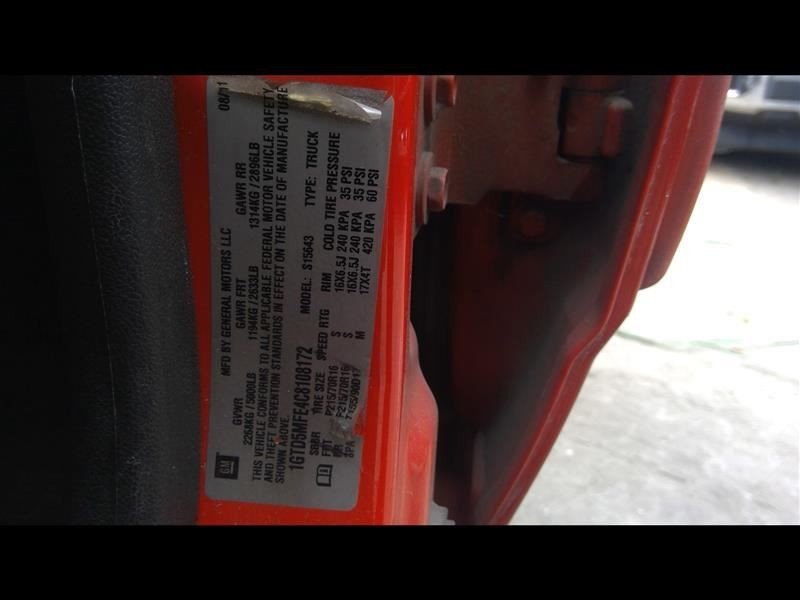 MFD BY GENERAL MOTORS LLC 08/11
GVWR GAWR FRT GAWR RR
2268KG / 5000LB 1194KG / 2633LB 1314KG / 2896LB
THIS VEHICLE CONFORMS TO ALL APPLICABLE FEDERAL MOTOR VEHICLE SAFETY
AND THEFT PREVENTION STANDARDS IN EFFECT ON THE DATE OF MANUFACTURE
SHOWN ABOVE.
1GTD5MFE4C8108172 MODEL: S15643 TYPE: TRUCK
TIRE SIZE SPEED RTG RIM COLD TIRE PRESSURE
FRT P215/70R16 S 16X6.5J 240 KPA 35 PSI
RR P215/70R16 S 16X6.5J 240 KPA 35 PSI
SPA T155/90D17 M 17X4T 420 KPA 60 PSI
GM